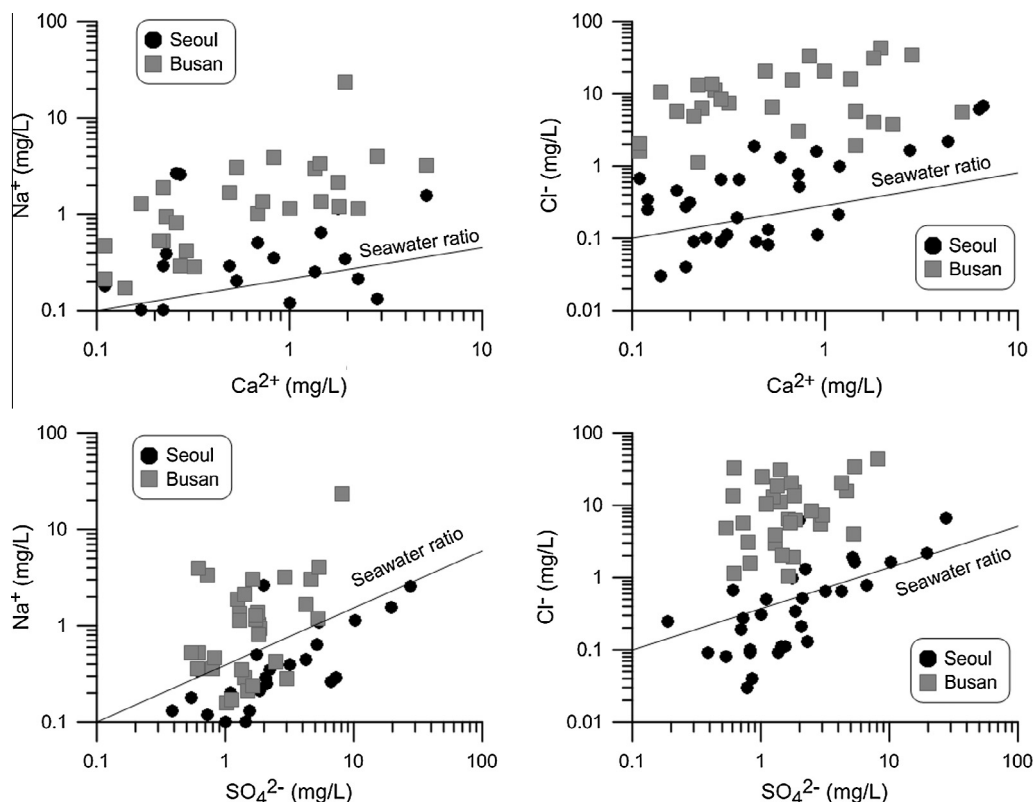 100
10
1
0.1
Na+ (mg/L)
Seoul
Busan
Seawater ratio
0.1
1
10
Ca2+ (mg/L)
100
10
1
0.1
0.01
Cl- (mg/L)
Seawater ratio
Seoul
Busan
0.1
1
10
Ca2+ (mg/L)
100
10
1
0.1
Na+ (mg/L)
Seoul
Busan
Seawater ratio
0.1
1
10
100
SO42- (mg/L)
100
10
1
0.1
0.01
Cl- (mg/L)
Seawater ratio
Seoul
Busan
0.1
1
10
100
SO42- (mg/L)